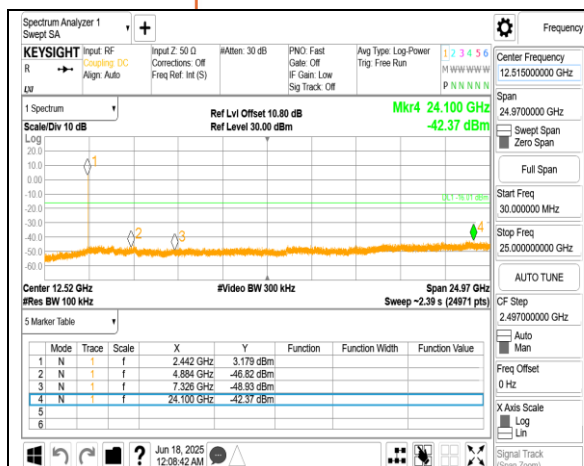 Spectrum Analyzer 1
Swept SA
Frequency
KEYSIGHT Input: RF
Coupling: DC
Align: Auto
Input Z: 50 Ω
Corrections: Off
Freq Ref: Int (S)
#Atten: 30 dB
PNO: Fast
Gate: Off
IF Gain: Low
Sig Track: Off
Avg Type: Log-Power
Trig: Free Run
1 2 3 4 5 6
M W W W W W
P N N N N N
R
LXI
Center Frequency
12.515000000 GHz
Span
24.9700000 GHz
Swept Span
Zero Span
Full Span
Start Freq
30.000000 MHz
Stop Freq
25.000000000 GHz
AUTO TUNE
CF Step
2.497000000 GHz
Auto
Man
Freq Offset
0 Hz
X Axis Scale
Log
Lin
Signal Track
(Span Zoom)
1 Spectrum
Scale/Div 10 dB
Ref Lvl Offset 10.80 dB
Ref Level 30.00 dBm
Mkr4 24.100 GHz
-42.37 dBm
Log
20.0
10.0
0.00
-10.0
-20.0
-30.0
-40.0
-50.0
-60.0
1
2
3
4
Center 12.52 GHz
#Res BW 100 kHz
#Video BW 300 kHz
Span 24.97 GHz
Sweep ~2.39 s (24971 pts)
5 Marker Table
Mode Trace Scale X Y Function Function Width Function Value
1 N 1 f 2.442 GHz 3.179 dBm
2 N 1 f 4.884 GHz -46.82 dBm
3 N 1 f 7.326 GHz -48.93 dBm
4 N 1 f 24.100 GHz -42.37 dBm
5
6
Jun 18, 2025
12:08:42 AM